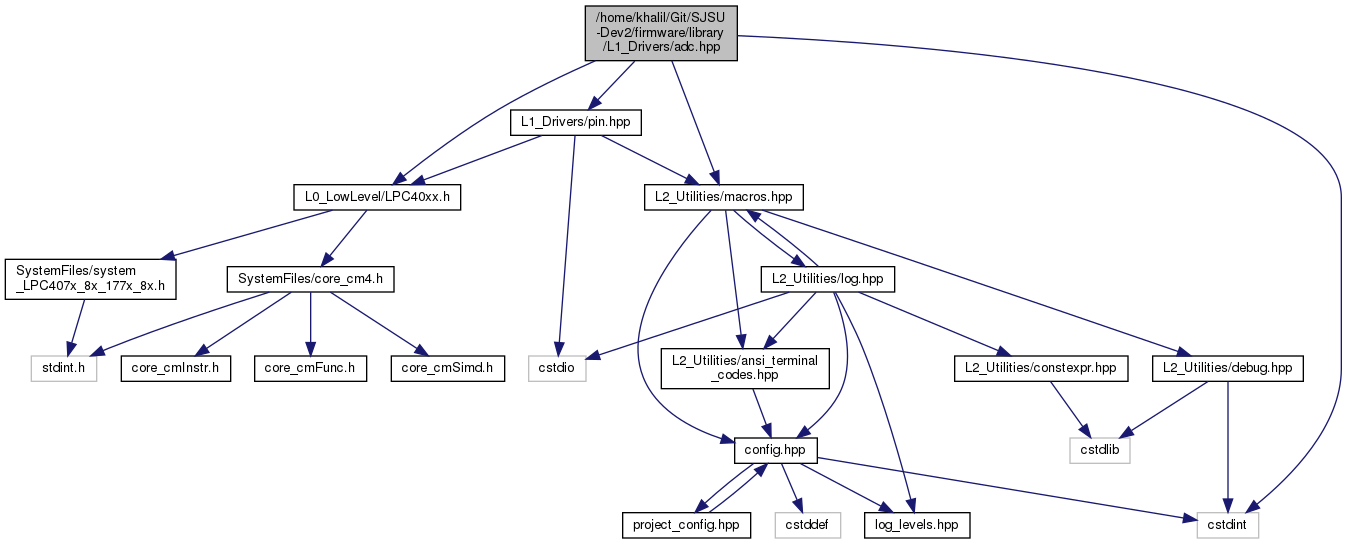 /home/khalil/Git/SJSU
-Dev2/firmware/library
/L1_Drivers/adc.hpp
L1_Drivers/pin.hpp
L0_LowLevel/LPC40xx.h
L2_Utilities/macros.hpp
SystemFiles/system
_LPC407x_8x_177x_8x.h
SystemFiles/core_cm4.h
L2_Utilities/log.hpp
stdint.h
core_cmInstr.h
core_cmFunc.h
core_cmSimd.h
cstdio
L2_Utilities/ansi_terminal
_codes.hpp
L2_Utilities/constexpr.hpp
L2_Utilities/debug.hpp
config.hpp
cstdlib
project_config.hpp
cstddef
log_levels.hpp
cstdint